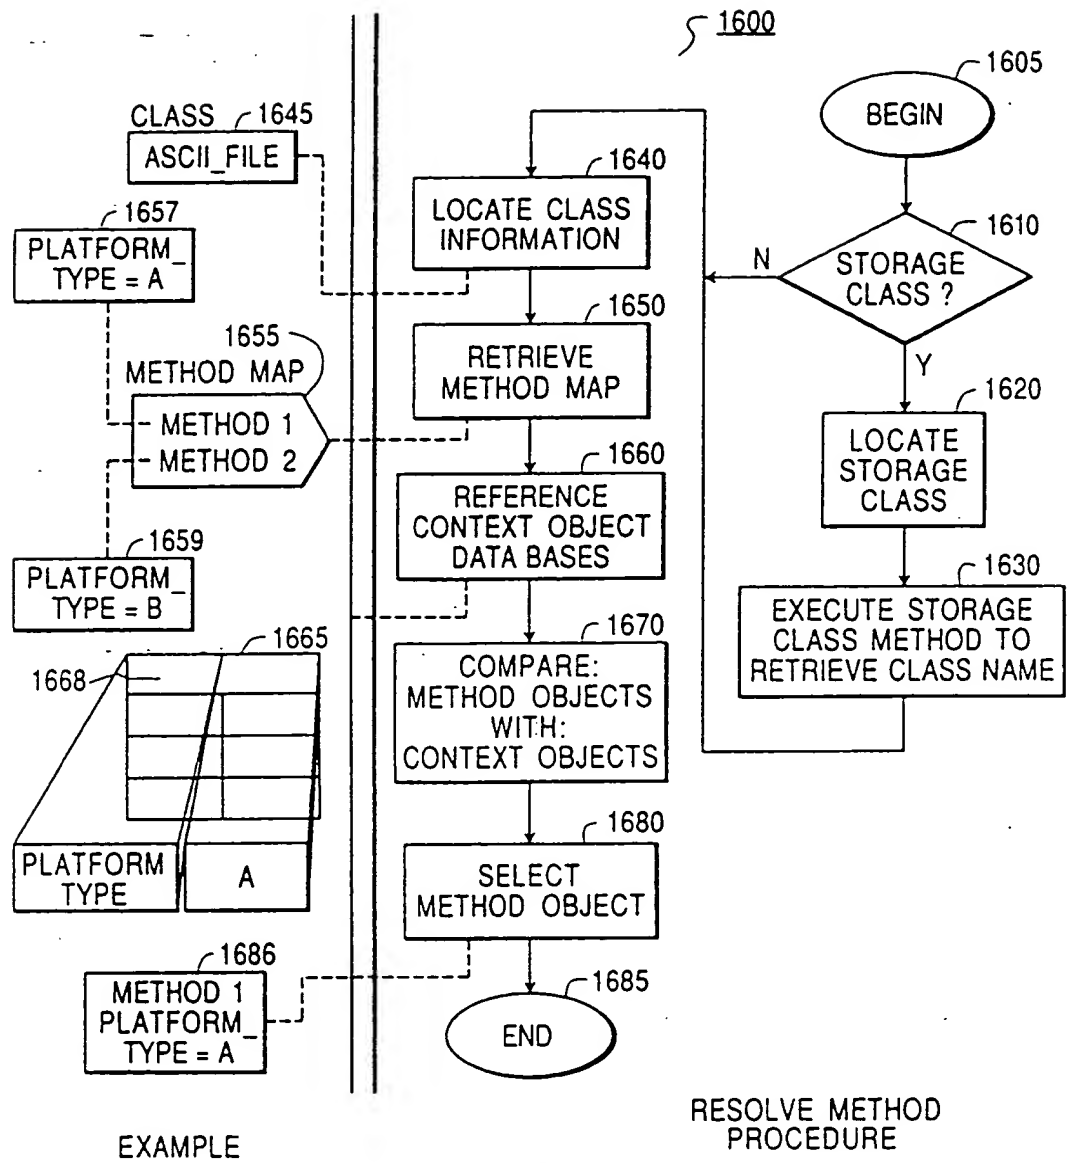 1600
1605
BEGIN
CLASS
1645
ASCII_FILE
1640
LOCATE CLASS
INFORMATION
1610
STORAGE
CLASS ?
N
Y
1657
PLATFORM_
TYPE = A
1650
RETRIEVE
METHOD MAP
1655
METHOD MAP
METHOD 1
METHOD 2
1620
LOCATE
STORAGE
CLASS
1660
REFERENCE
CONTEXT OBJECT
DATA BASES
1659
PLATFORM_
TYPE = B
1630
EXECUTE STORAGE
CLASS METHOD TO
RETRIEVE CLASS NAME
1665
1668
PLATFORM
TYPE
A
1670
COMPARE:
METHOD OBJECTS
WITH:
CONTEXT OBJECTS
1680
SELECT
METHOD OBJECT
1686
METHOD 1
PLATFORM_
TYPE = A
1685
END
EXAMPLE
RESOLVE METHOD
PROCEDURE